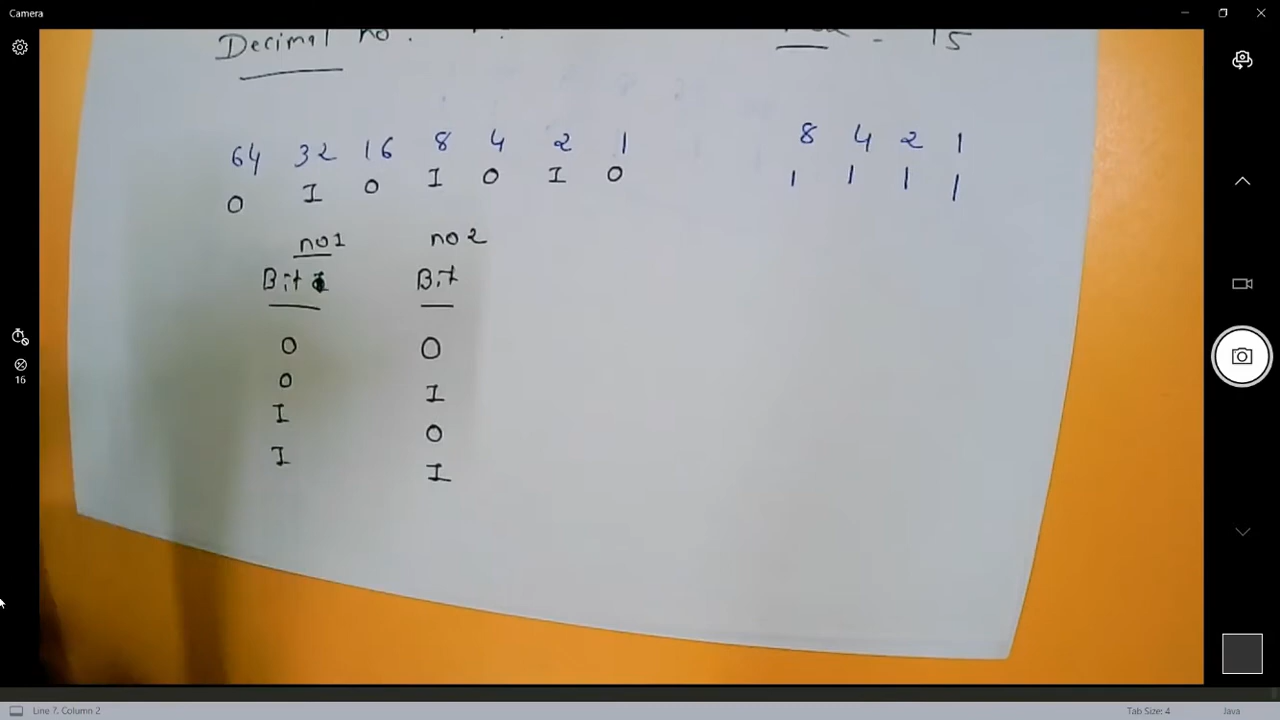 Camera
Decimal no. 15
64 32 16 8 4 2 1 8 4 2 1
0 1 0 1 0 1 0 1 1 1 1
no1 no2
Bit Bit
0 0
0 1
1 0
1 1
16
Line 7, Column 2 Tab Size: 4 Java